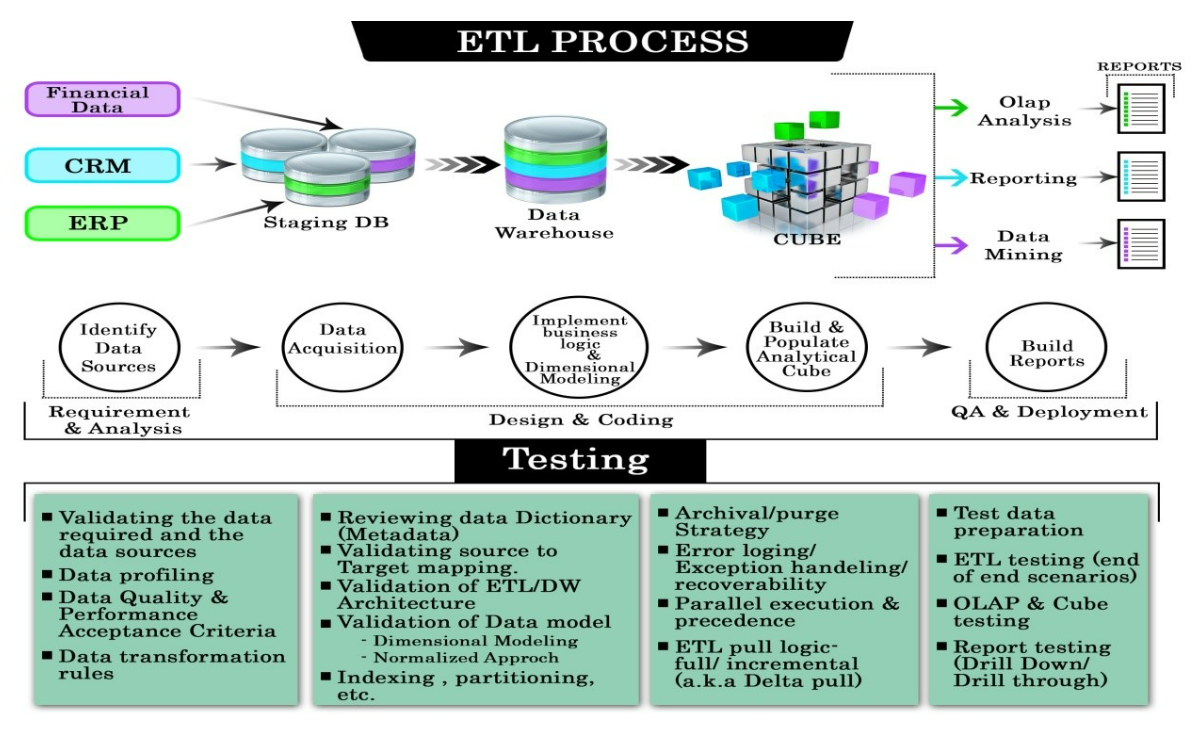 ETL PROCESS
REPORTS
Financial
Data
CRM
ERP
Staging DB
Data
Warehouse
CUBE
Olap
Analysis
Reporting
Data
Mining
Identify
Data
Sources
Data
Acquisition
Implement
business
logic
&
Dimensional
Modeling
Build &
Populate
Analytical
Cube
Build
Reports
Requirement
& Analysis
Design & Coding
QA & Deployment
Testing
Validating the data
required and the
data sources
Data profiling
Data Quality &
Performance
Acceptance Criteria
Data transformation
rules
Reviewing data Dictionary
(Metadata)
Validating source to
Target mapping.
Validation of ETL/DW
Architecture
Validation of Data model
- Dimensional Modeling
- Normalized Approch
Indexing , partitioning,
etc.
Archival/purge
Strategy
Error loging/
Exception handeling/
recoverability
Parallel execution &
precedence
ETL pull logic-
full/ incremental
(a.k.a Delta pull)
Test data
preparation
ETL testing (end
of end scenarios)
OLAP & Cube
testing
Report testing
(Drill Down/
Drill through)